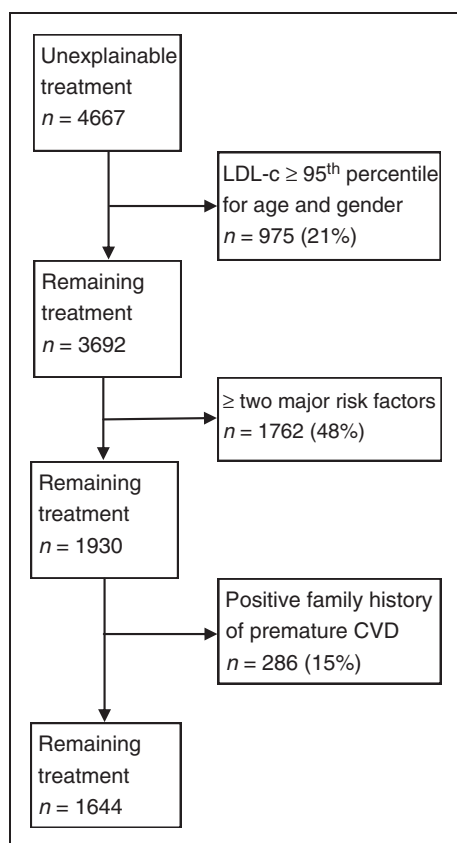 Unexplainable
treatment
n = 4667
LDL-c ≥ 95th percentile
for age and gender
n = 975 (21%)
Remaining
treatment
n = 3692
≥ two major risk factors
n = 1762 (48%)
Remaining
treatment
n = 1930
Positive family history
of premature CVD
n = 286 (15%)
Remaining
treatment
n = 1644